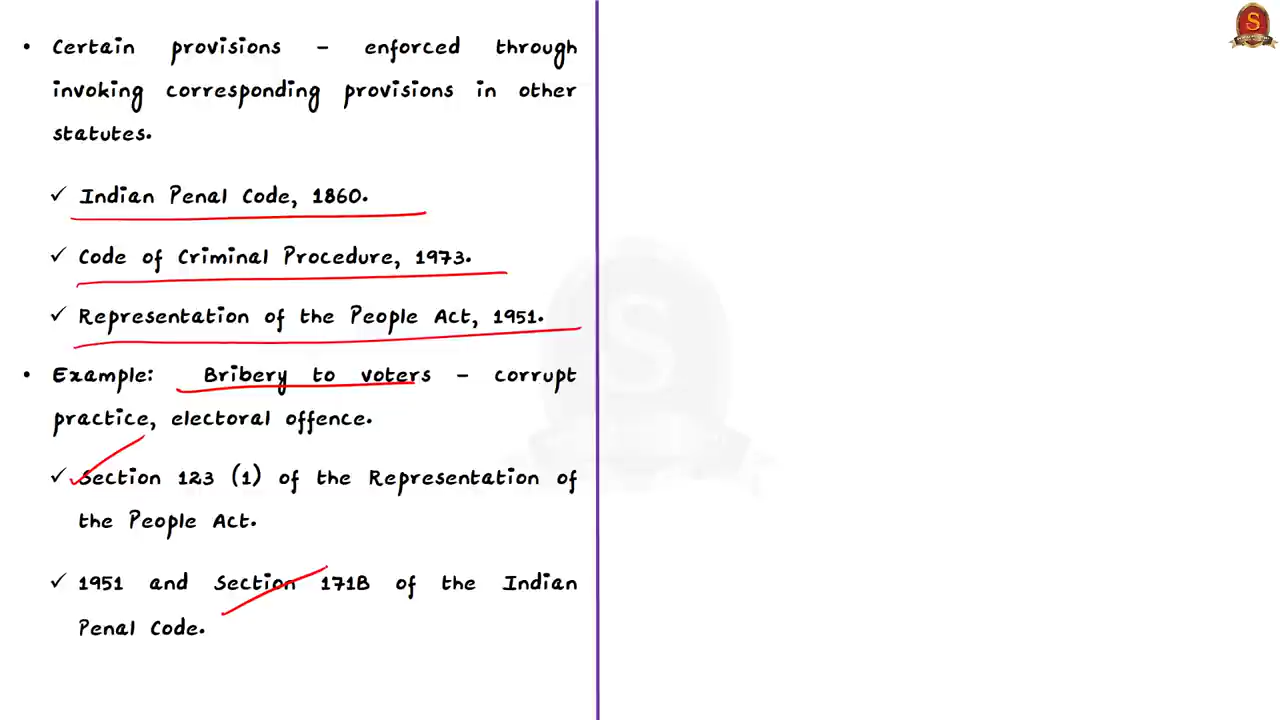 • Certain provisions – enforced through
invoking corresponding provisions in other
statutes.
✓ Indian Penal Code, 1860.
✓ Code of Criminal Procedure, 1973.
✓ Representation of the People Act, 1951.
• Example: Bribery to voters – corrupt
practice, electoral offence.
✓ Section 123 (1) of the Representation of
the People Act.
✓ 1951 and Section 171B of the Indian
Penal Code.
S
S